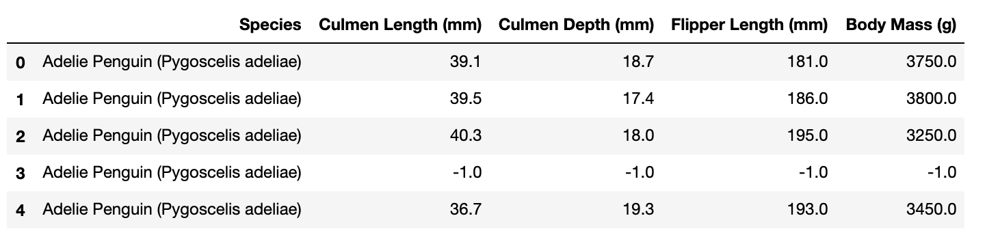 Species Culmen Length (mm) Culmen Depth (mm) Flipper Length (mm) Body Mass (g)
0 Adelie Penguin (Pygoscelis adeliae) 39.1 18.7 181.0 3750.0
1 Adelie Penguin (Pygoscelis adeliae) 39.5 17.4 186.0 3800.0
2 Adelie Penguin (Pygoscelis adeliae) 40.3 18.0 195.0 3250.0
3 Adelie Penguin (Pygoscelis adeliae) -1.0 -1.0 -1.0 -1.0
4 Adelie Penguin (Pygoscelis adeliae) 36.7 19.3 193.0 3450.0